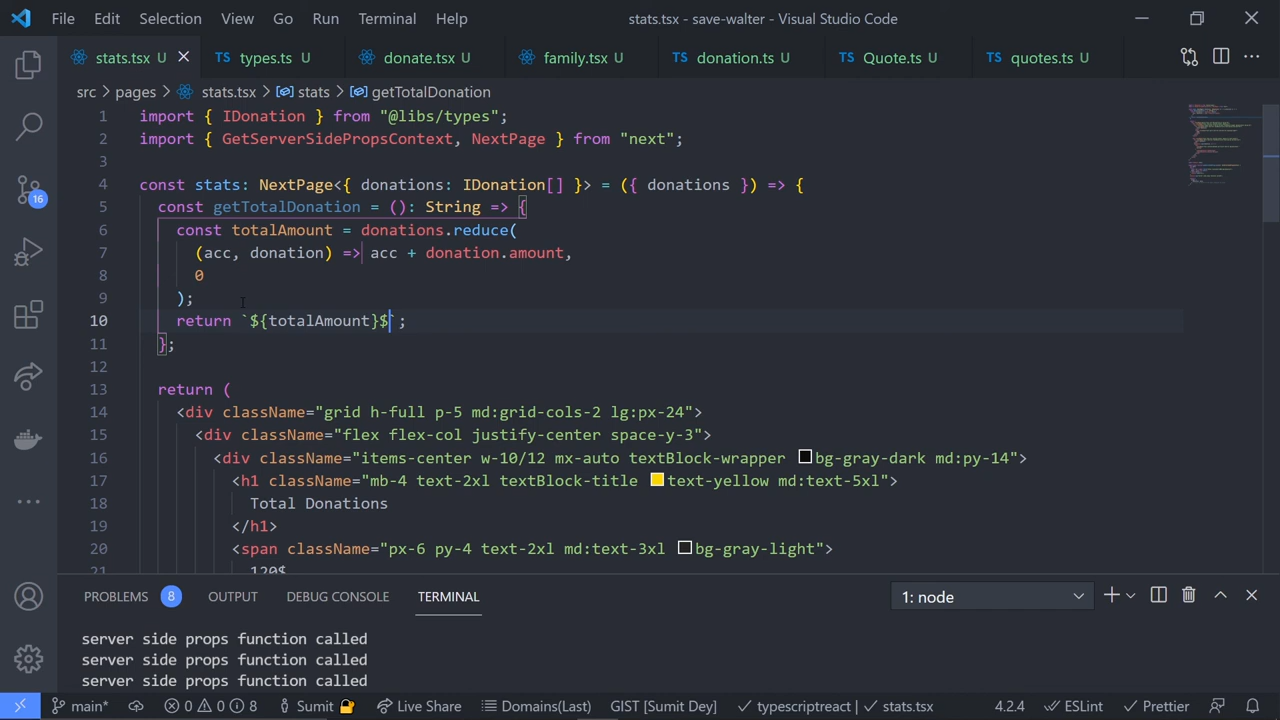 File Edit Selection View Go Run Terminal Help stats.tsx - save-walter - Visual Studio Code
stats.tsx U TS types.ts U donate.tsx U family.tsx U TS donation.ts U TS Quote.ts U TS quotes.ts U
src > pages > stats.tsx > stats > getTotalDonation
1 import { IDonation } from "@libs/types";
2 import { GetServerSidePropsContext, NextPage } from "next";
3
4 const stats: NextPage<{ donations: IDonation[] }> = ({ donations }) => {
5 const getTotalDonation = (): String => {
6 const totalAmount = donations.reduce(
7 (acc, donation) => acc + donation.amount,
8 0
9 );
10 return `${totalAmount}$`;
11 };
12
13 return (
14 <div className="grid h-full p-5 md:grid-cols-2 lg:px-24">
15 <div className="flex flex-col justify-center space-y-3">
16 <div className="items-center w-10/12 mx-auto textBlock-wrapper bg-gray-dark md:py-14">
17 <h1 className="mb-4 text-2xl textBlock-title text-yellow md:text-5xl">
18 Total Donations
19 </h1>
20 <span className="px-6 py-4 text-2xl md:text-3xl bg-gray-light">
21 120$
16
PROBLEMS 8 OUTPUT DEBUG CONSOLE TERMINAL 1: node
server side props function called
server side props function called
server side props function called
main* 0 0 8 Sumit Live Share Domains(Last) GIST [Sumit Dey] typescriptreact stats.tsx 4.2.4 ESLint Prettier